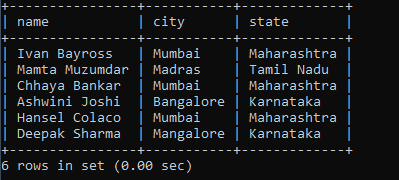 +----------------+-----------+-------------+
| name           | city      | state       |
+----------------+-----------+-------------+
| Ivan Bayross   | Mumbai    | Maharashtra |
| Mamta Muzumdar | Madras    | Tamil Nadu  |
| Chhaya Bankar  | Mumbai    | Maharashtra |
| Ashwini Joshi  | Bangalore | Karnataka   |
| Hansel Colaco  | Mumbai    | Maharashtra |
| Deepak Sharma  | Mangalore | Karnataka   |
+----------------+-----------+-------------+
6 rows in set (0.00 sec)